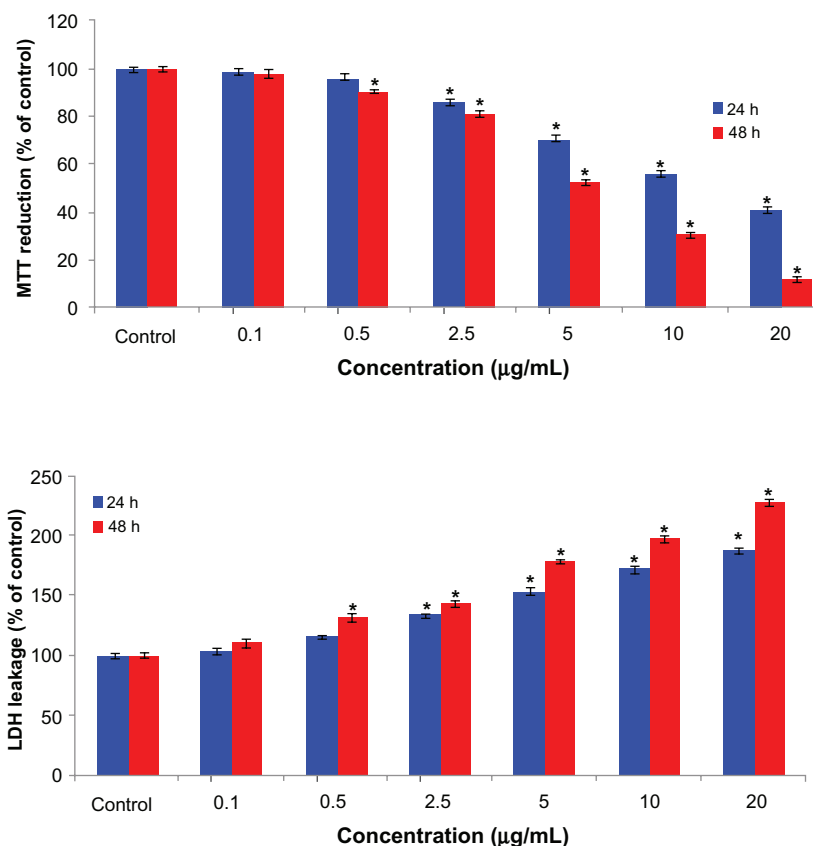 120
100
80
60
40
20
0
MTT reduction (% of control)
24 h
48 h
* * * * * * * * *
Control 0.1 0.5 2.5 5 10 20
Concentration (µg/mL)
250
200
150
100
50
0
LDH leakage (% of control)
24 h
48 h
* * * * * * * * *
Control 0.1 0.5 2.5 5 10 20
Concentration (µg/mL)